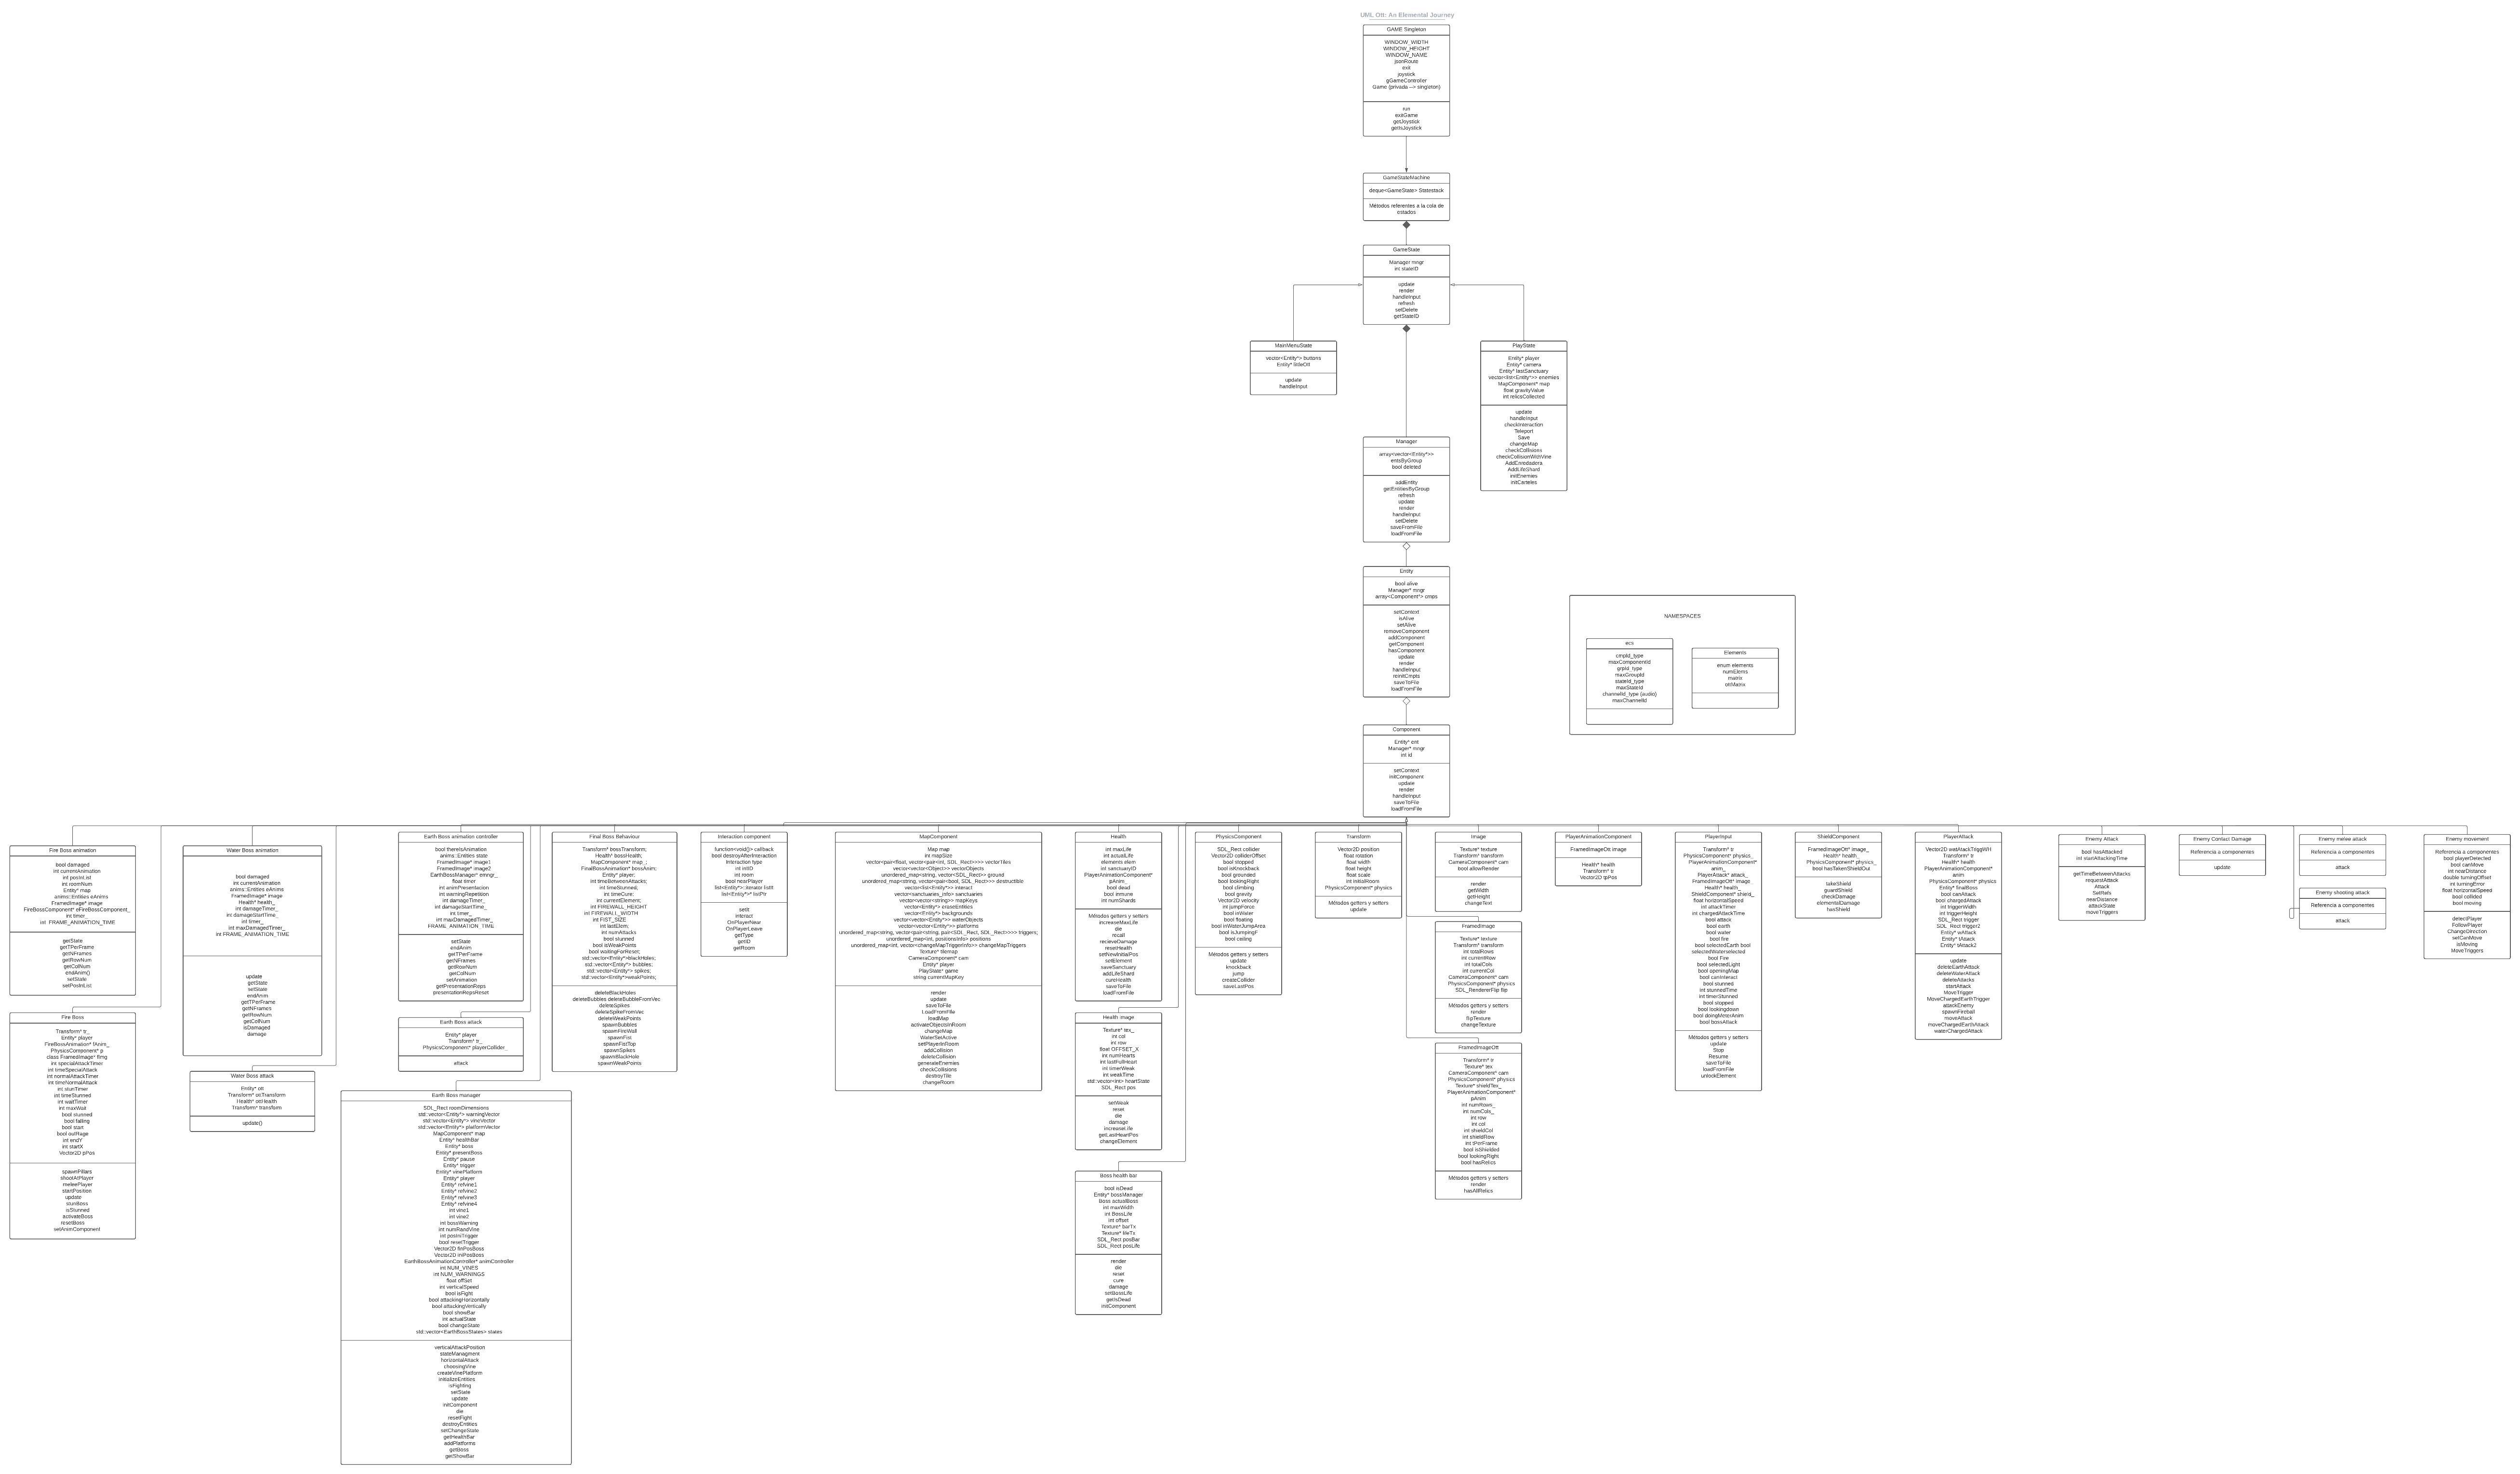 UML Ott: An Elemental Journey
GAME Singleton
WINDOW_WIDTH
WINDOW_HEIGHT
WINDOW_NAME
jsonRoute
exit
joystick
gGameController
Game (privada --> singleton)
run
exitGame
getJoystick
getIsJoystick
GameStateMachine
deque<GameState> Statestack
Métodos referentes a la cola de
estados
GameState
Manager mngr
int stateID
update
render
handleInput
refresh
setDelete
getStateID
MainMenuState
vector<Entity*> buttons
Entity* littleOtt
update
handleInput
PlayState
Entity* player
Entity* camera
Entity* lastSanctuary
vector<list<Entity*>> enemies
MapComponent* map
float gravityValue
int relicsCollected
update
handleInput
checkInteraction
Teleport
Save
changeMap
checkCollisions
checkCollisionWithVine
AddEnredadera
AddLifeShard
initEnemies
initCarteles
Manager
array<vector<Entity*>>
entsByGroup
bool deleted
addEntity
getEntitiesByGroup
refresh
update
render
handleInput
setDelete
saveFromFile
loadFromFile
Entity
bool alive
Manager* mngr
array<Component*> cmps
setContext
isAlive
setAlive
removeComponent
addComponent
getComponent
hasComponent
update
render
handleInput
reinitCmpts
saveToFile
loadFromFile
NAMESPACES
ecs
cmpId_type
maxComponentId
grpId_type
maxGroupId
stateId_type
maxStateId
channelId_type (audio)
maxChannelId
Elements
enum elements
numElems
matrix
ottMatrix
Component
Entity* ent
Manager* mngr
int id
setContext
initComponent
update
render
handleInput
saveToFile
loadFromFile
Fire Boss animation
bool damaged
int currentAnimation
int posInList
int roomNum
Entity* map
anims::Entities eAnims
FramedImage* image
FireBossComponent* eFireBossComponent_
int timer_
int FRAME_ANIMATION_TIME
getState
getTPerFrame
getNFrames
getRowNum
getColNum
endAnim()
setState
setPosInList
Fire Boss
Transform* tr_
Entity* player
FireBossAnimation* fAnim_
PhysicsComponent* p
class FramedImage* fimg
int specialAttackTimer
int timeSpecialAttack
int normalAttackTimer
int timeNormalAttack
int stunTimer
int timeStunned
int waitTimer
int maxWait
bool stunned
bool falling
bool start
bool outRage
int endY
int startX
Vector2D pPos
spawnPillars
shootAtPlayer
meleePlayer
startPosition
update
stunBoss
isStunned
activateBoss
resetBoss
setAnimComponent
Water Boss animation
bool damaged
int currentAnimation
anims::Entities eAnims
FramedImage* image
Health* health_
int damageTimer_
int damageStartTime_
int timer_
int maxDamagedTimer_
int FRAME_ANIMATION_TIME
update
getState
setState
endAnim
getTPerFrame
getNFrames
getRowNum
getColNum
isDamaged
damage
Water Boss attack
Entity* ott
Transform* ottTransform
Health* ottHealth
Transform* transform
update()
Earth Boss animation controller
bool thereIsAnimation
anims::Entities state
FramedImage* image1
FramedImage* image2
EarthBossManager* emngr_
float timer
int animPresentacion
int warningRepetition
int damageTimer_
int damageStartTime_
int timer_
int maxDamagedTimer_
FRAME_ANIMATION_TIME
setState
endAnim
getTPerFrame
getNFrames
getRowNum
getColNum
setAnimation
getPresentationReps
presentationRepsReset
Earth Boss attack
Entity* player
Transform* tr_
PhysicsComponent* playerCollider_
attack
Earth Boss manager
SDL_Rect roomDimensions
std::vector<Entity*> warningVector
std::vector<Entity*> vineVector
std::vector<Entity*> platformVector
MapComponent* map
Entity* healthBar
Entity* boss
Entity* presentBoss
Entity* pause
Entity* trigger
Entity* vinePlatform
Entity* player
Entity* refvine1
Entity* refvine2
Entity* refvine3
Entity* refvine4
int vine1
int vine2
int bossWarning
int numRandVine
int posIniTrigger
bool resetTrigger
Vector2D finPosBoss
Vector2D iniPosBoss
EarthBossAnimationController* animController
int NUM_VINES
int NUM_WARNINGS
float offSet
int verticalSpeed
bool isFight
bool attackingHorizontally
bool attackingVertically
bool showBar
int actualState
bool changeState
std::vector<EarthBossStates> states
verticalAttackPosition
stateManagment
horizontalAttack
choosingVine
createVinePlatform
initializeEntities
isFighting
setState
update
initComponent
die
resetFight
destroyEntities
setChangeState
getHealthBar
addPlatforms
getBoss
getShowBar
Final Boss Behaviour
Transform* bossTransform;
Health* bossHealth;
MapComponent* map_;
FinalBossAnimation* bossAnim;
Entity* player;
int timeBetweenAttacks;
int timeStunned;
int timeCure;
int currentElement;
int FIREWALL_HEIGHT
int FIREWALL_WIDTH
int FIST_SIZE
int lastElem;
int numAttacks
bool stunned
bool isWeakPoints
bool waitingForReset;
std::vector<Entity*>blackHoles;
std::vector<Entity*> bubbles;
std::vector<Entity*> spikes;
std::vector<Entity*>weakPoints;
deleteBlackHoles
deleteBubbles deleteBubbleFromVec
deleteSpikes
deleteSpikeFromVec
deleteWeakPoints
spawnBubbles
spawnFireWall
spawnFist
spawnFistTop
spawnSpikes
spawnBlackHole
spawnWeakPoints
Interaction component
function<void()> callback
bool destroyAfterInteraction
Interaction type
int intID
int room
bool nearPlayer
list<Entity*>::iterator listIt
list<Entity*>* listPtr
setIt
Interact
OnPlayerNear
OnPlayerLeave
getType
getID
getRoom
MapComponent
Map map
int mapSize
vector<pair<float, vector<pair<int, SDL_Rect>>>> vectorTiles
vector<vector<Object>> vectorObjects
unordered_map<string, vector<SDL_Rect>> ground
unordered_map<string, vector<pair<bool, SDL_Rect>>> destructible
vector<list<Entity*>> interact
vector<sanctuaries_info> sanctuaries
vector<vector<string>> mapKeys
vector<Entity*> eraseEntities
vector<Entity*> backgrounds
vector<vector<Entity*>> waterObjects
vector<vector<Entity*>> platforms
unordered_map<string, vector<pair<string, pair<SDL_Rect, SDL_Rect>>>> triggers;
unordered_map<int, positionsInfo> positions
unordered_map<int, vector<changeMapTriggerInfo>> changeMapTriggers
Texture* tilemap
CameraComponent* cam
Entity* player
PlayState* game
string currentMapKey
render
update
saveToFile
LoadFromFile
loadMap
activateObjectsInRoom
changeMap
WaterSetActive
setPlayerInRoom
addCollision
deleteCollision
generateEnemies
checkCollisions
destroyTile
changeRoom
Health
int maxLife
int actualLife
elements elem
int sanctuaryID
PlayerAnimationComponent*
pAnim_
bool dead
bool inmune
int numShards
Métodos getters y setters
increaseMaxLife
die
recall
recieveDamage
resetHealth
setNewInitialPos
setElement
saveSanctuary
addLifeShard
cureHealth
saveToFile
loadFromFile
Health image
Texture* tex_
int col
int row
float OFFSET_X
int numHearts
int lastFullHeart
int timerWeak
int weakTime
std::vector<int> heartState
SDL_Rect pos
setWeak
reset
die
damage
increaseLife
getLastHeartPos
changeElement
Boss health bar
bool isDead
Entity* bossManager
Boss actualBoss
int maxWidth
int BossLife
int offset
Texture* barTx
Texture* lifeTx
SDL_Rect posBar
SDL_Rect posLife
render
die
reset
cure
damage
setBossLife
getIsDead
initComponent
PhysicsComponent
SDL_Rect collider
Vector2D colliderOffset
bool stopped
bool isKnockback
bool grounded
bool lookingRight
bool climbing
bool gravity
Vector2D velocity
int jumpForce
bool inWater
bool floating
bool inWaterJumpArea
bool isJumpingF
bool ceiling
Métodos getters y setters
update
knockback
jump
createCollider
saveLastPos
Transform
Vector2D position
float rotation
float width
float height
float scale
int initialRoom
PhysicsComponent* physics
Métodos getters y setters
update
Image
Texture* texture
Transform* transform
CameraComponent* cam
bool allowRender
render
getWidth
getHeight
changeText
FramedImage
Texture* texture
Transform* transform
int currentRow
int totalRows
int totalCols
int currentCol
CameraComponent* cam
PhysicsComponent* physics
SDL_RendererFlip flip
Métodos getters y setters
render
flipTexture
changeTexture
FramedImageOtt
Transform* tr
Texture* tex
CameraComponent* cam
PhysicsComponent* physics
Texture* shieldTex_
PlayerAnimationComponent*
pAnim
int numRows_
int numCols_
int row
int col
int shieldCol
int shieldRow
int tPerFrame
bool isShielded
bool lookingRight
bool hasRelics
Métodos getters y setters
render
hasAllRelics
PlayerAnimationComponent
FramedImageOtt image
Health* health
Transform* tr
Vector2D tpPos
PlayerInput
Transform* tr
PhysicsComponent* physics_
PlayerAnimationComponent*
anim_
PlayerAttack* attack_
FramedImageOtt* image_
Health* health_
ShieldComponent* shield_
float horizontalSpeed
int attackTimer
int chargedAttackTime
bool attack
bool earth
bool water
bool fire
bool selectedEarth bool
selectedWaterselected
bool Fire
bool selectedLight
bool openingMap
bool canInteract
bool stunned
int stunnedTime
int timerStunned
bool stopped
bool lookingdown
bool doingMeterAnim
bool bossAttack
Métodos getters y setters
update
Stop
Resume
saveToFile
loadFromFile
unlockElement
ShieldComponent
FramedImageOtt* image_
Health* health_
PhysicsComponent* physics_
bool hasTakenShieldOut
takeShield
guardShield
checkDamage
elementalDamage
hasShield
PlayerAttack
Vector2D watAtackTriggWH
Transform* tr
Health* health
PlayerAnimationComponent*
anim
PhysicsComponent* physics
Entity* finalBoss
bool canAttack
bool chargedAttack
int triggerWidth
int triggerHeight
SDL_Rect trigger
SDL_Rect trigger2
Entity* wAttack
Entity* tAttack
Entity* tAttack2
update
deleteEarthAttack
deleteWaterAttack
deleteAttacks
startAttack
MoveTrigger
MoveChargedEarthTrigger
attackEnemy
spawnFireball
moveAttack
moveChargedEarthAttack
waterChargedAttack
Enemy Attack
bool hasAttacked
int startAttackingTime
getTimeBetweenAttacks
requestAttack
Attack
SetRefs
nearDistance
attackState
moveTriggers
Enemy Contact Damage
Referencia a componentes
update
Enemy melee attack
Referencia a componentes
attack
Enemy shooting attack
Referencia a componentes
attack
Enemy movement
Referencia a componentes
bool playerDetected
bool canMove
int nearDistance
double turningOffset
int turningError
float horizontalSpeed
bool collided
bool moving
detectPlayer
FollowPlayer
ChangeDirection
setCanMove
isMoving
MoveTriggers